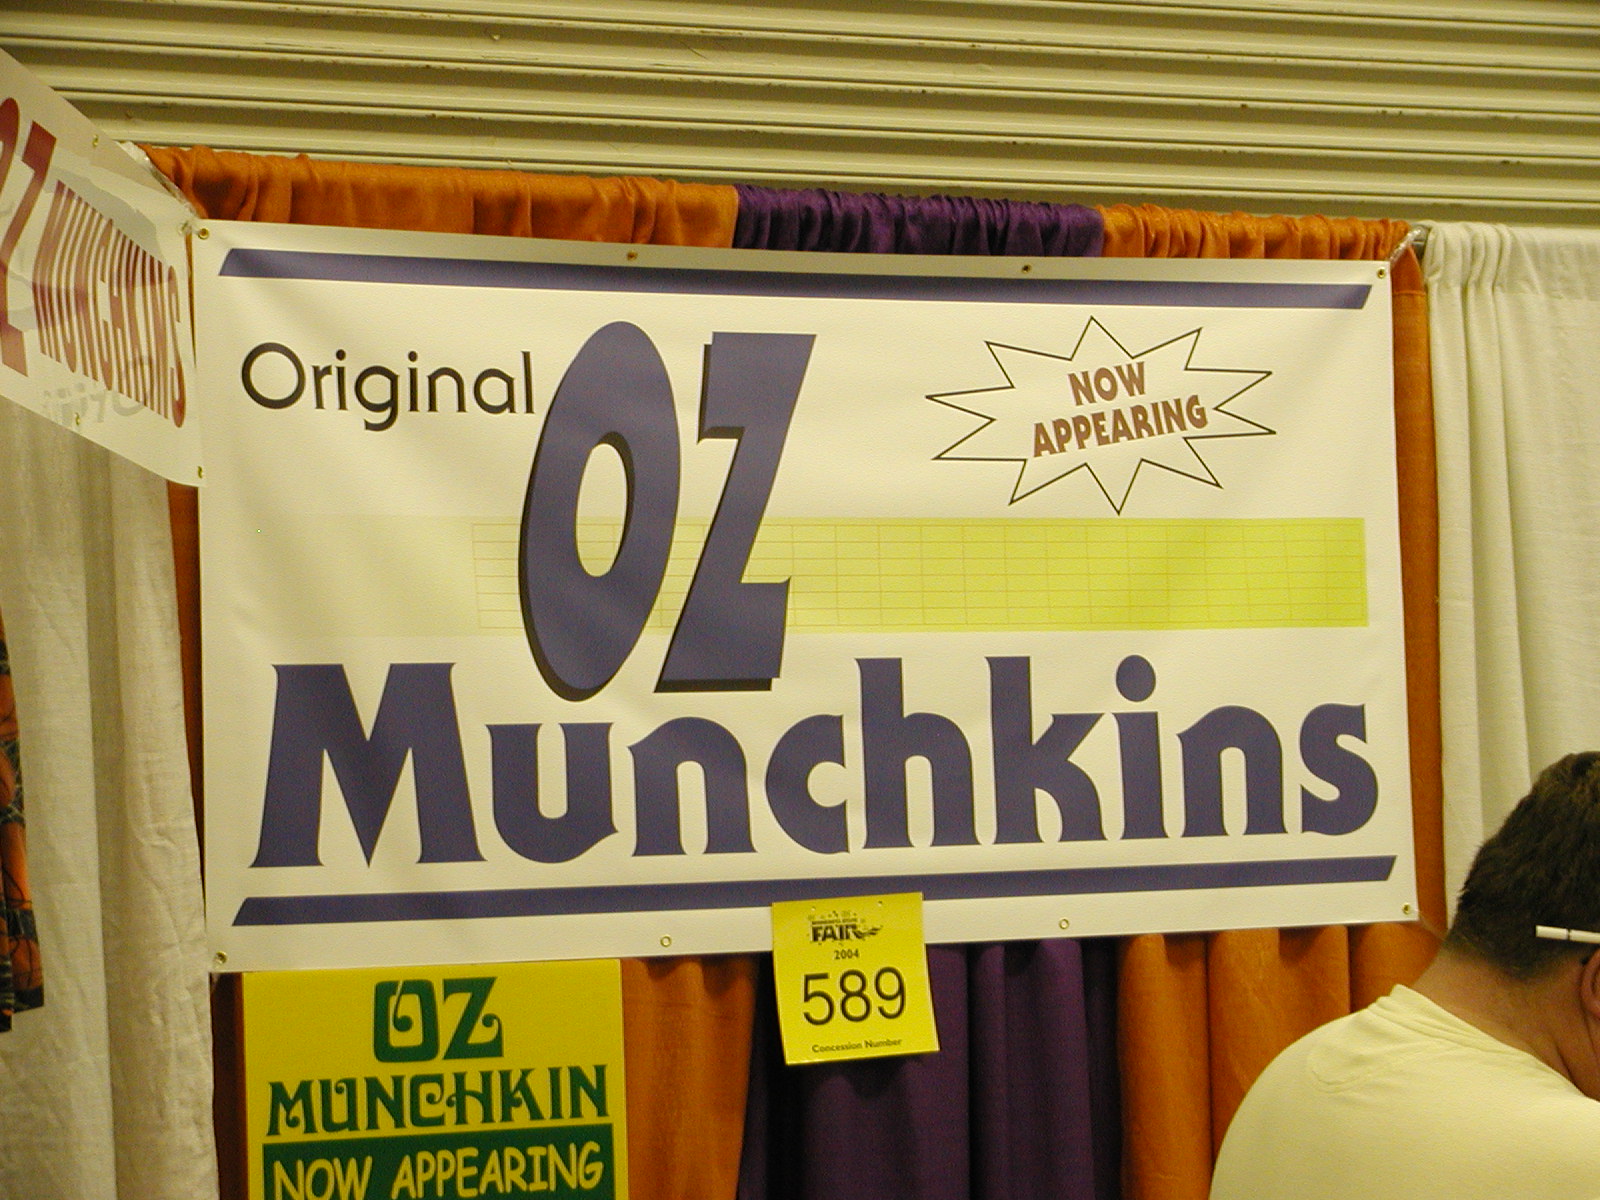 OZ MUNCHKINS
Original
OZ
NOW
APPEARING
Munchkins
FAIR
2004
589
Concession Number
OZ
MUNCHKIN
NOW APPEARING